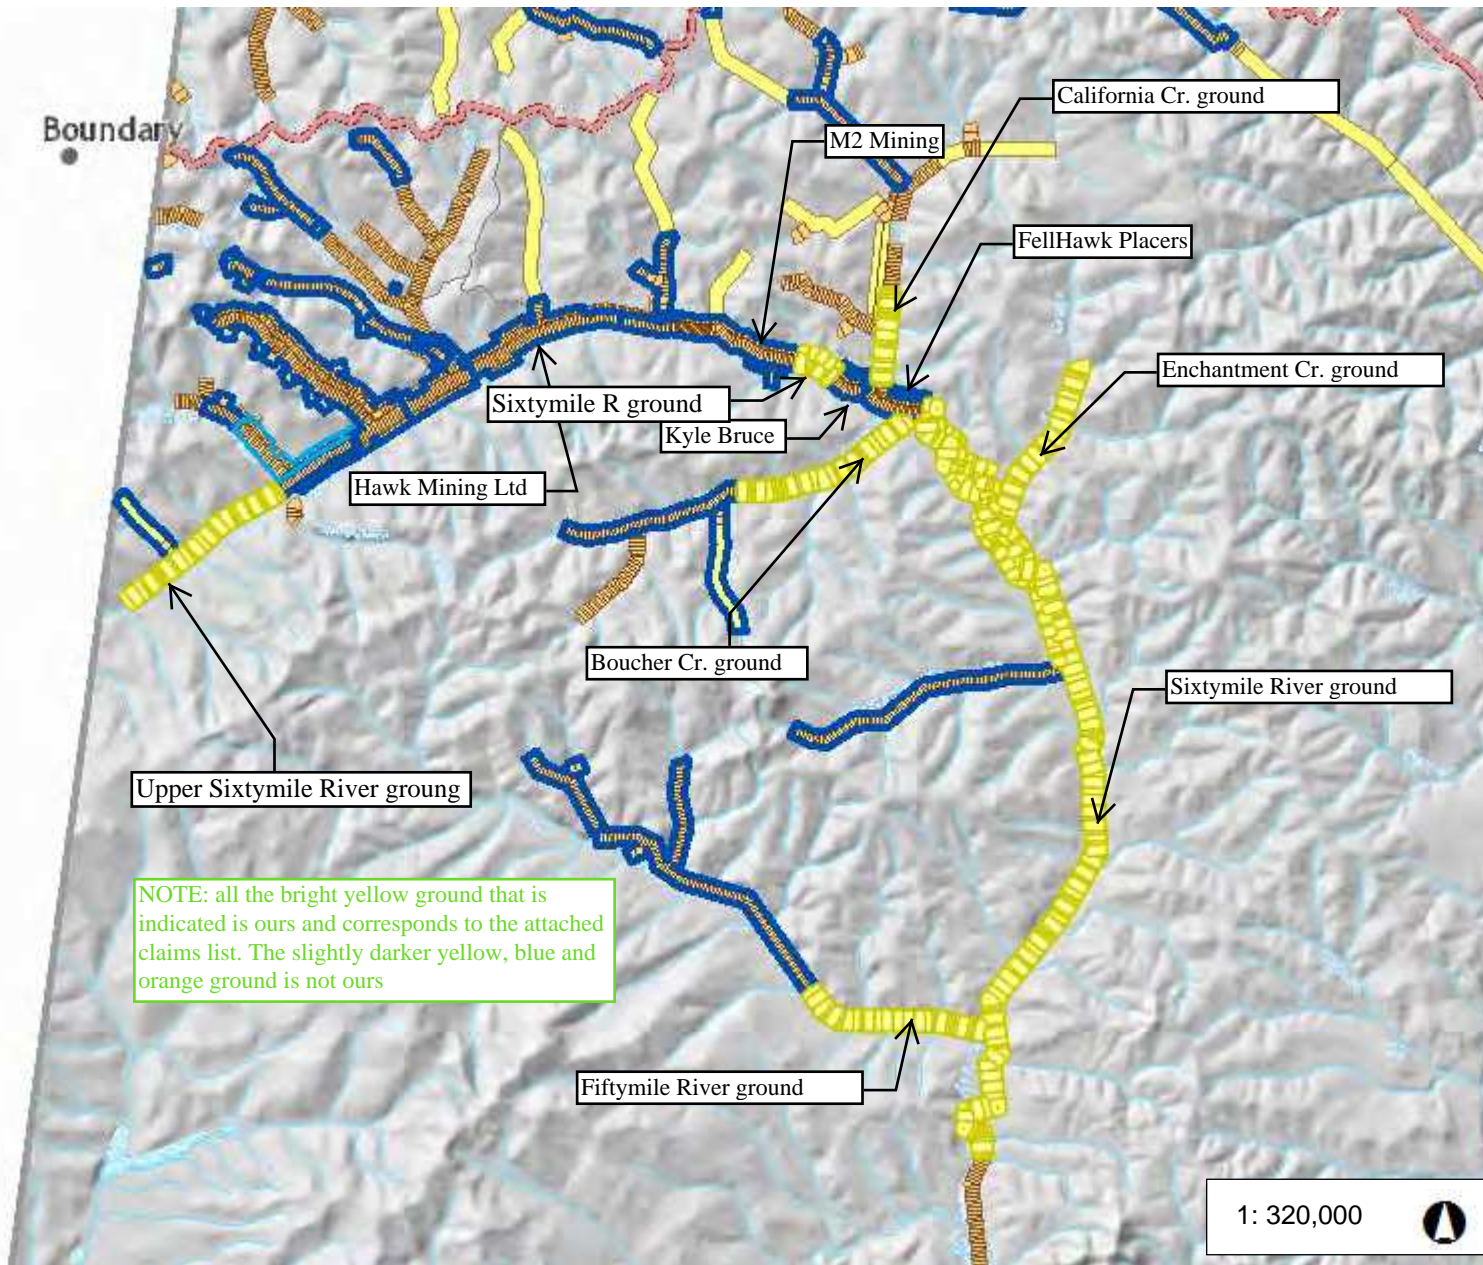 California Cr. ground
Boundary
M2 Mining
FellHawk Placers
Enchantment Cr. ground
Sixtymile R ground
Kyle Bruce
Hawk Mining Ltd
Boucher Cr. ground
Sixtymile River ground
Upper Sixtymile River groung
NOTE: all the bright yellow ground that is
indicated is ours and corresponds to the attached
claims list. The slightly darker yellow, blue and
orange ground is not ours
Fiftymile River ground
1: 320,000